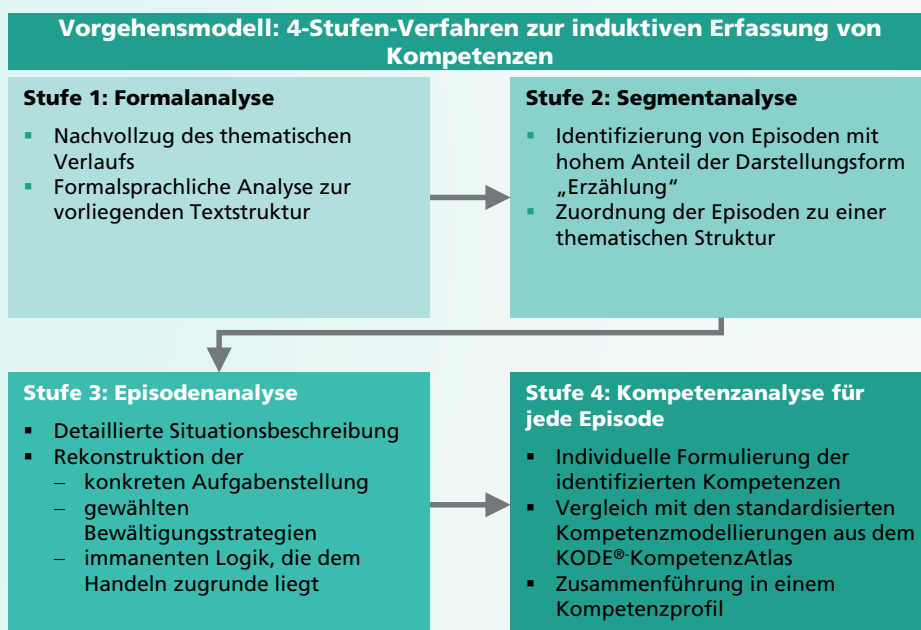 Vorgehensmodell: 4-Stufen-Verfahren zur induktiven Erfassung von
Kompetenzen
Stufe 1: Formalanalyse
▪ Nachvollzug des thematischen
Verlaufs
▪ Formalsprachliche Analyse zur
vorliegenden Textstruktur
Stufe 2: Segmentanalyse
▪ Identifizierung von Episoden mit
hohem Anteil der Darstellungsform
„Erzählung“
▪ Zuordnung der Episoden zu einer
thematischen Struktur
Stufe 3: Episodenanalyse
▪ Detaillierte Situationsbeschreibung
▪ Rekonstruktion der
– konkreten Aufgabenstellung
– gewählten
Bewältigungsstrategien
– immanenten Logik, die dem
Handeln zugrunde liegt
Stufe 4: Kompetenzanalyse für
jede Episode
▪ Individuelle Formulierung der
identifizierten Kompetenzen
▪ Vergleich mit den standardisierten
Kompetenzmodellierungen aus dem
KODE®-KompetenzAtlas
▪ Zusammenführung in einem
Kompetenzprofil